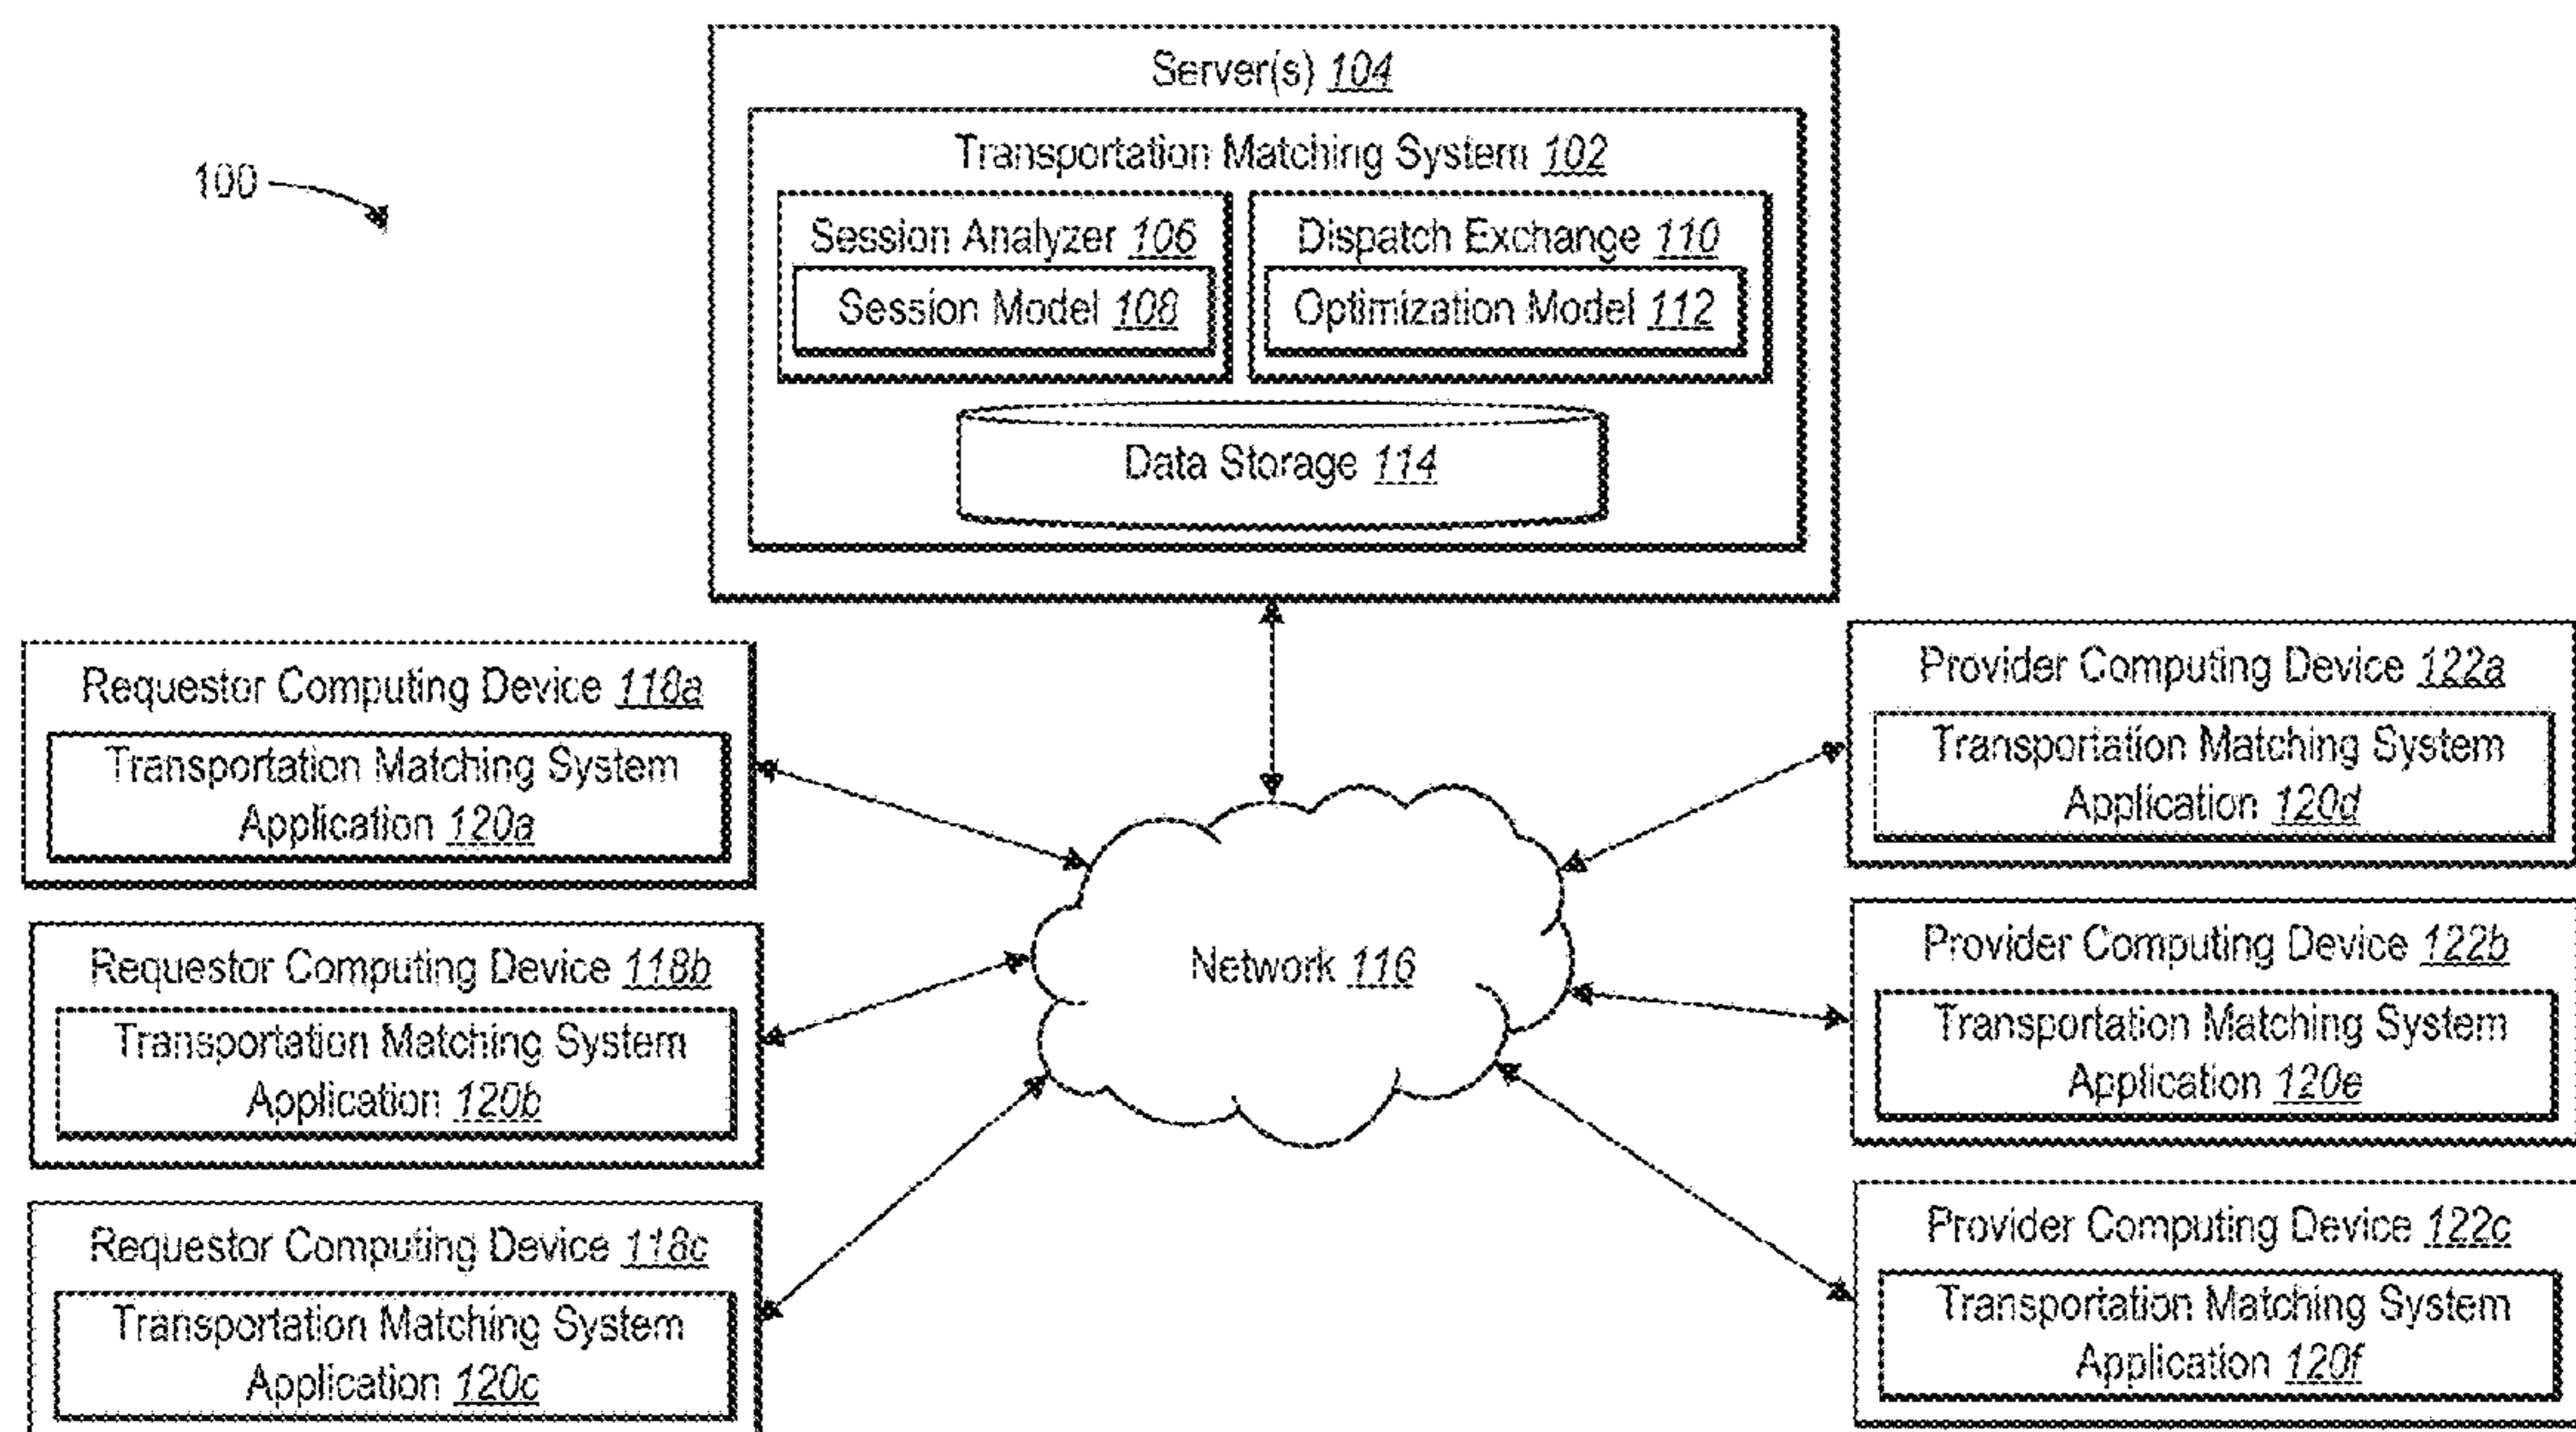 Server(s) 104
Transportation Matching System 102
100
Session Analyzer 106
Session Model 108
Dispatch Exchange 110
Optimization Model 112
Data Storage 114
Requestor Computing Device 118a
Transportation Matching System
Application 120a
Requestor Computing Device 118b
Transportation Matching System
Application 120b
Requestor Computing Device 118c
Transportation Matching System
Application 120c
Network 116
Provider Computing Device 122a
Transportation Matching System
Application 120d
Provider Computing Device 122b
Transportation Matching System
Application 120e
Provider Computing Device 122c
Transportation Matching System
Application 120f